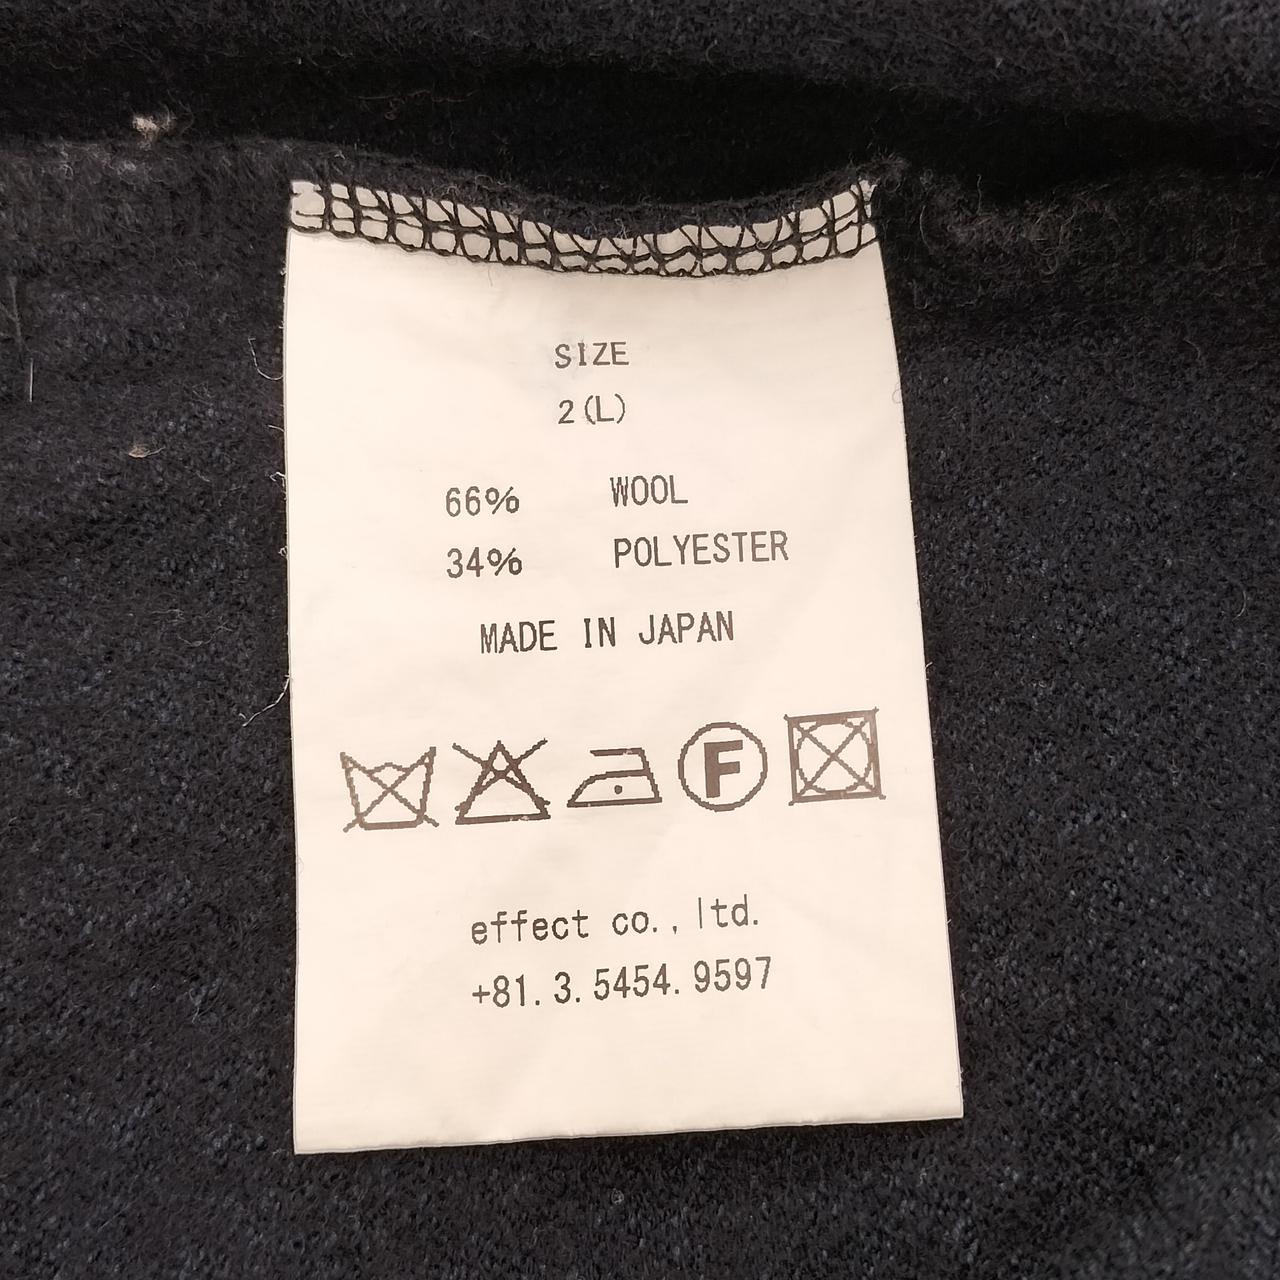 SIZE
2(L)
66% WOOL
34% POLYESTER
MADE IN JAPAN
F
effect co., ltd.
+81.3.5454.9597